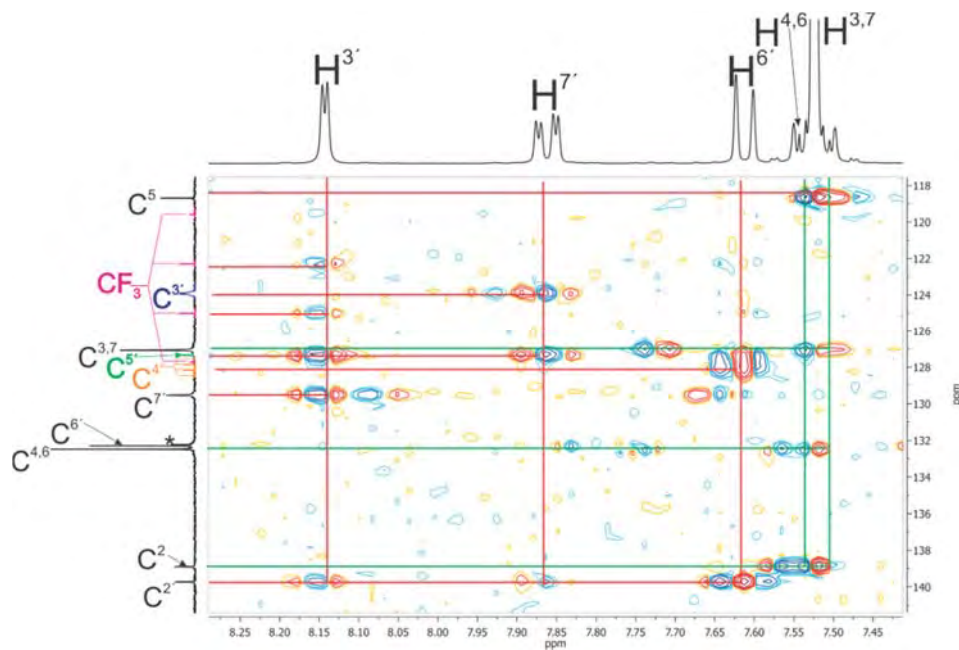 H³´
H⁷´
H⁶´
H⁴,⁶
H³,⁷
C⁵
CF₃
C³´
C³,⁷
C⁵´
C⁴´
C⁷´
C⁶´
*
C⁴,⁶
C²
C²´
118
120
122
124
126
128
130
132
134
136
138
140
ppm
8.25 8.20 8.15 8.10 8.05 8.00 7.95 7.90 7.85 7.80 7.75 7.70 7.65 7.60 7.55 7.50 7.45
ppm